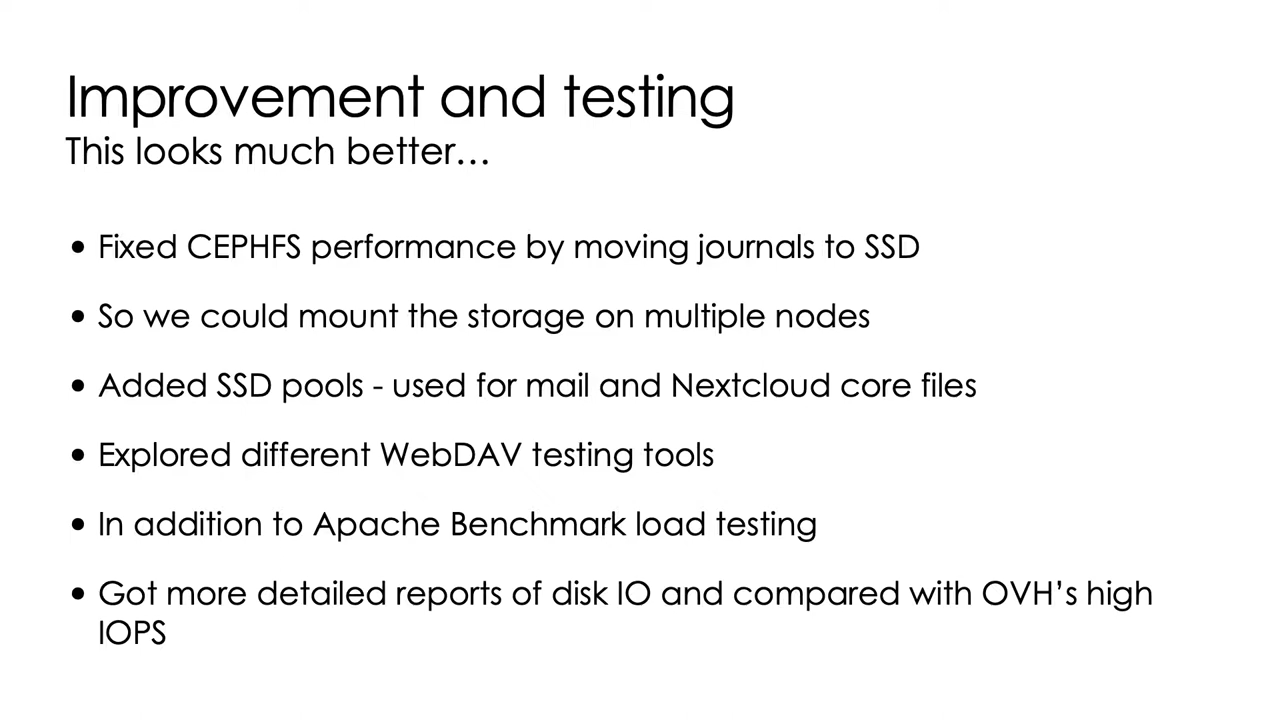 Improvement and testing
This looks much better…
• Fixed CEPHFS performance by moving journals to SSD
• So we could mount the storage on multiple nodes
• Added SSD pools - used for mail and Nextcloud core files
• Explored different WebDAV testing tools
• In addition to Apache Benchmark load testing
• Got more detailed reports of disk IO and compared with OVH’s high
IOPS